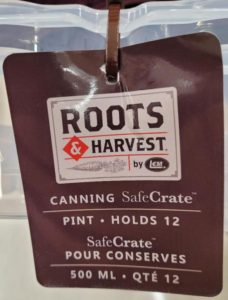 ROOTS
& HARVEST
by LEM
CANNING SafeCrate™
PINT • HOLDS 12
SafeCrate™
POUR CONSERVES
500 ML • QTÉ 12